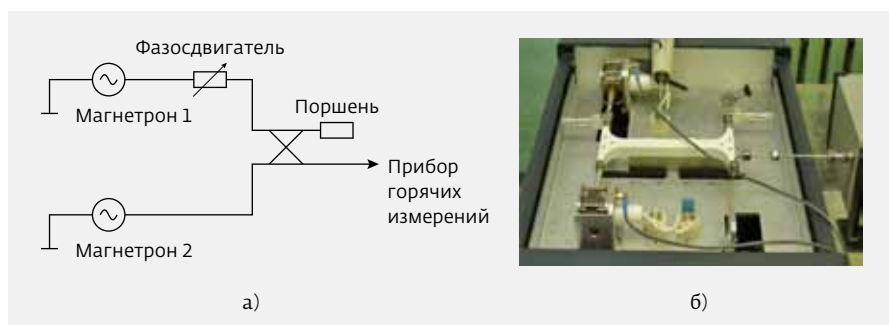 Фазосдвигатель
Магнетрон 1
Поршень
Прибор
горячих
измерений
Магнетрон 2
а)
б)